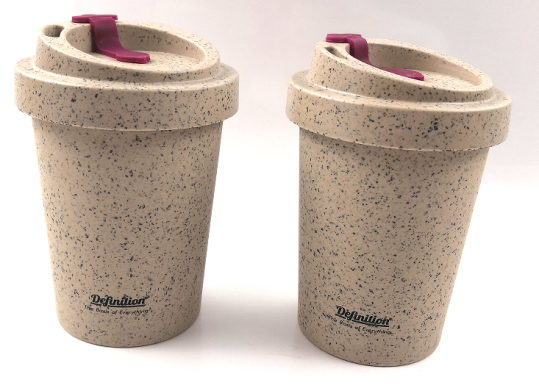 Definition
The Basis of Everything
Definition
The Basis of Everything